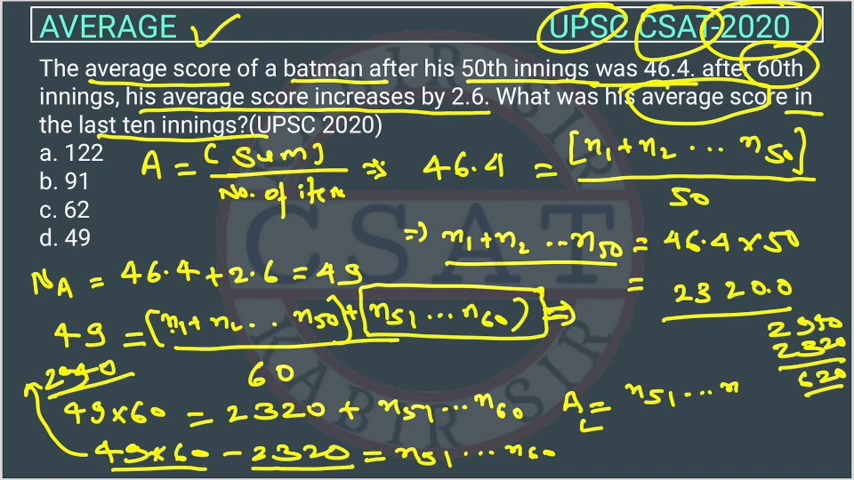 AVERAGE ✓
UPSC CSAT-2020
The average score of a batman after his 50th innings was 46.4. after 60th
innings, his average score increases by 2.6. What was his average score in
the last ten innings?(UPSC 2020)
a. 122
b. 91
c. 62
d. 49
A = (Sum) / No. of item ⇒ 46.4 = [n₁+n₂ ... n₅₀] / 50
⇒ n₁+n₂ ... n₅₀ = 46.4×50
= 2320.0
N_A = 46.4+2.6 = 49
49 = (n₁+n₂ .. n₅₀)+(n₅₁ ... n₆₀) ⇒
60
2320
620
49×60 = 2320 + n₅₁ ... n₆₀
A = n₅₁ ... n
49×60 - 2320 = n₅₁ ... n₆₀
CSAT
KABIR SIR